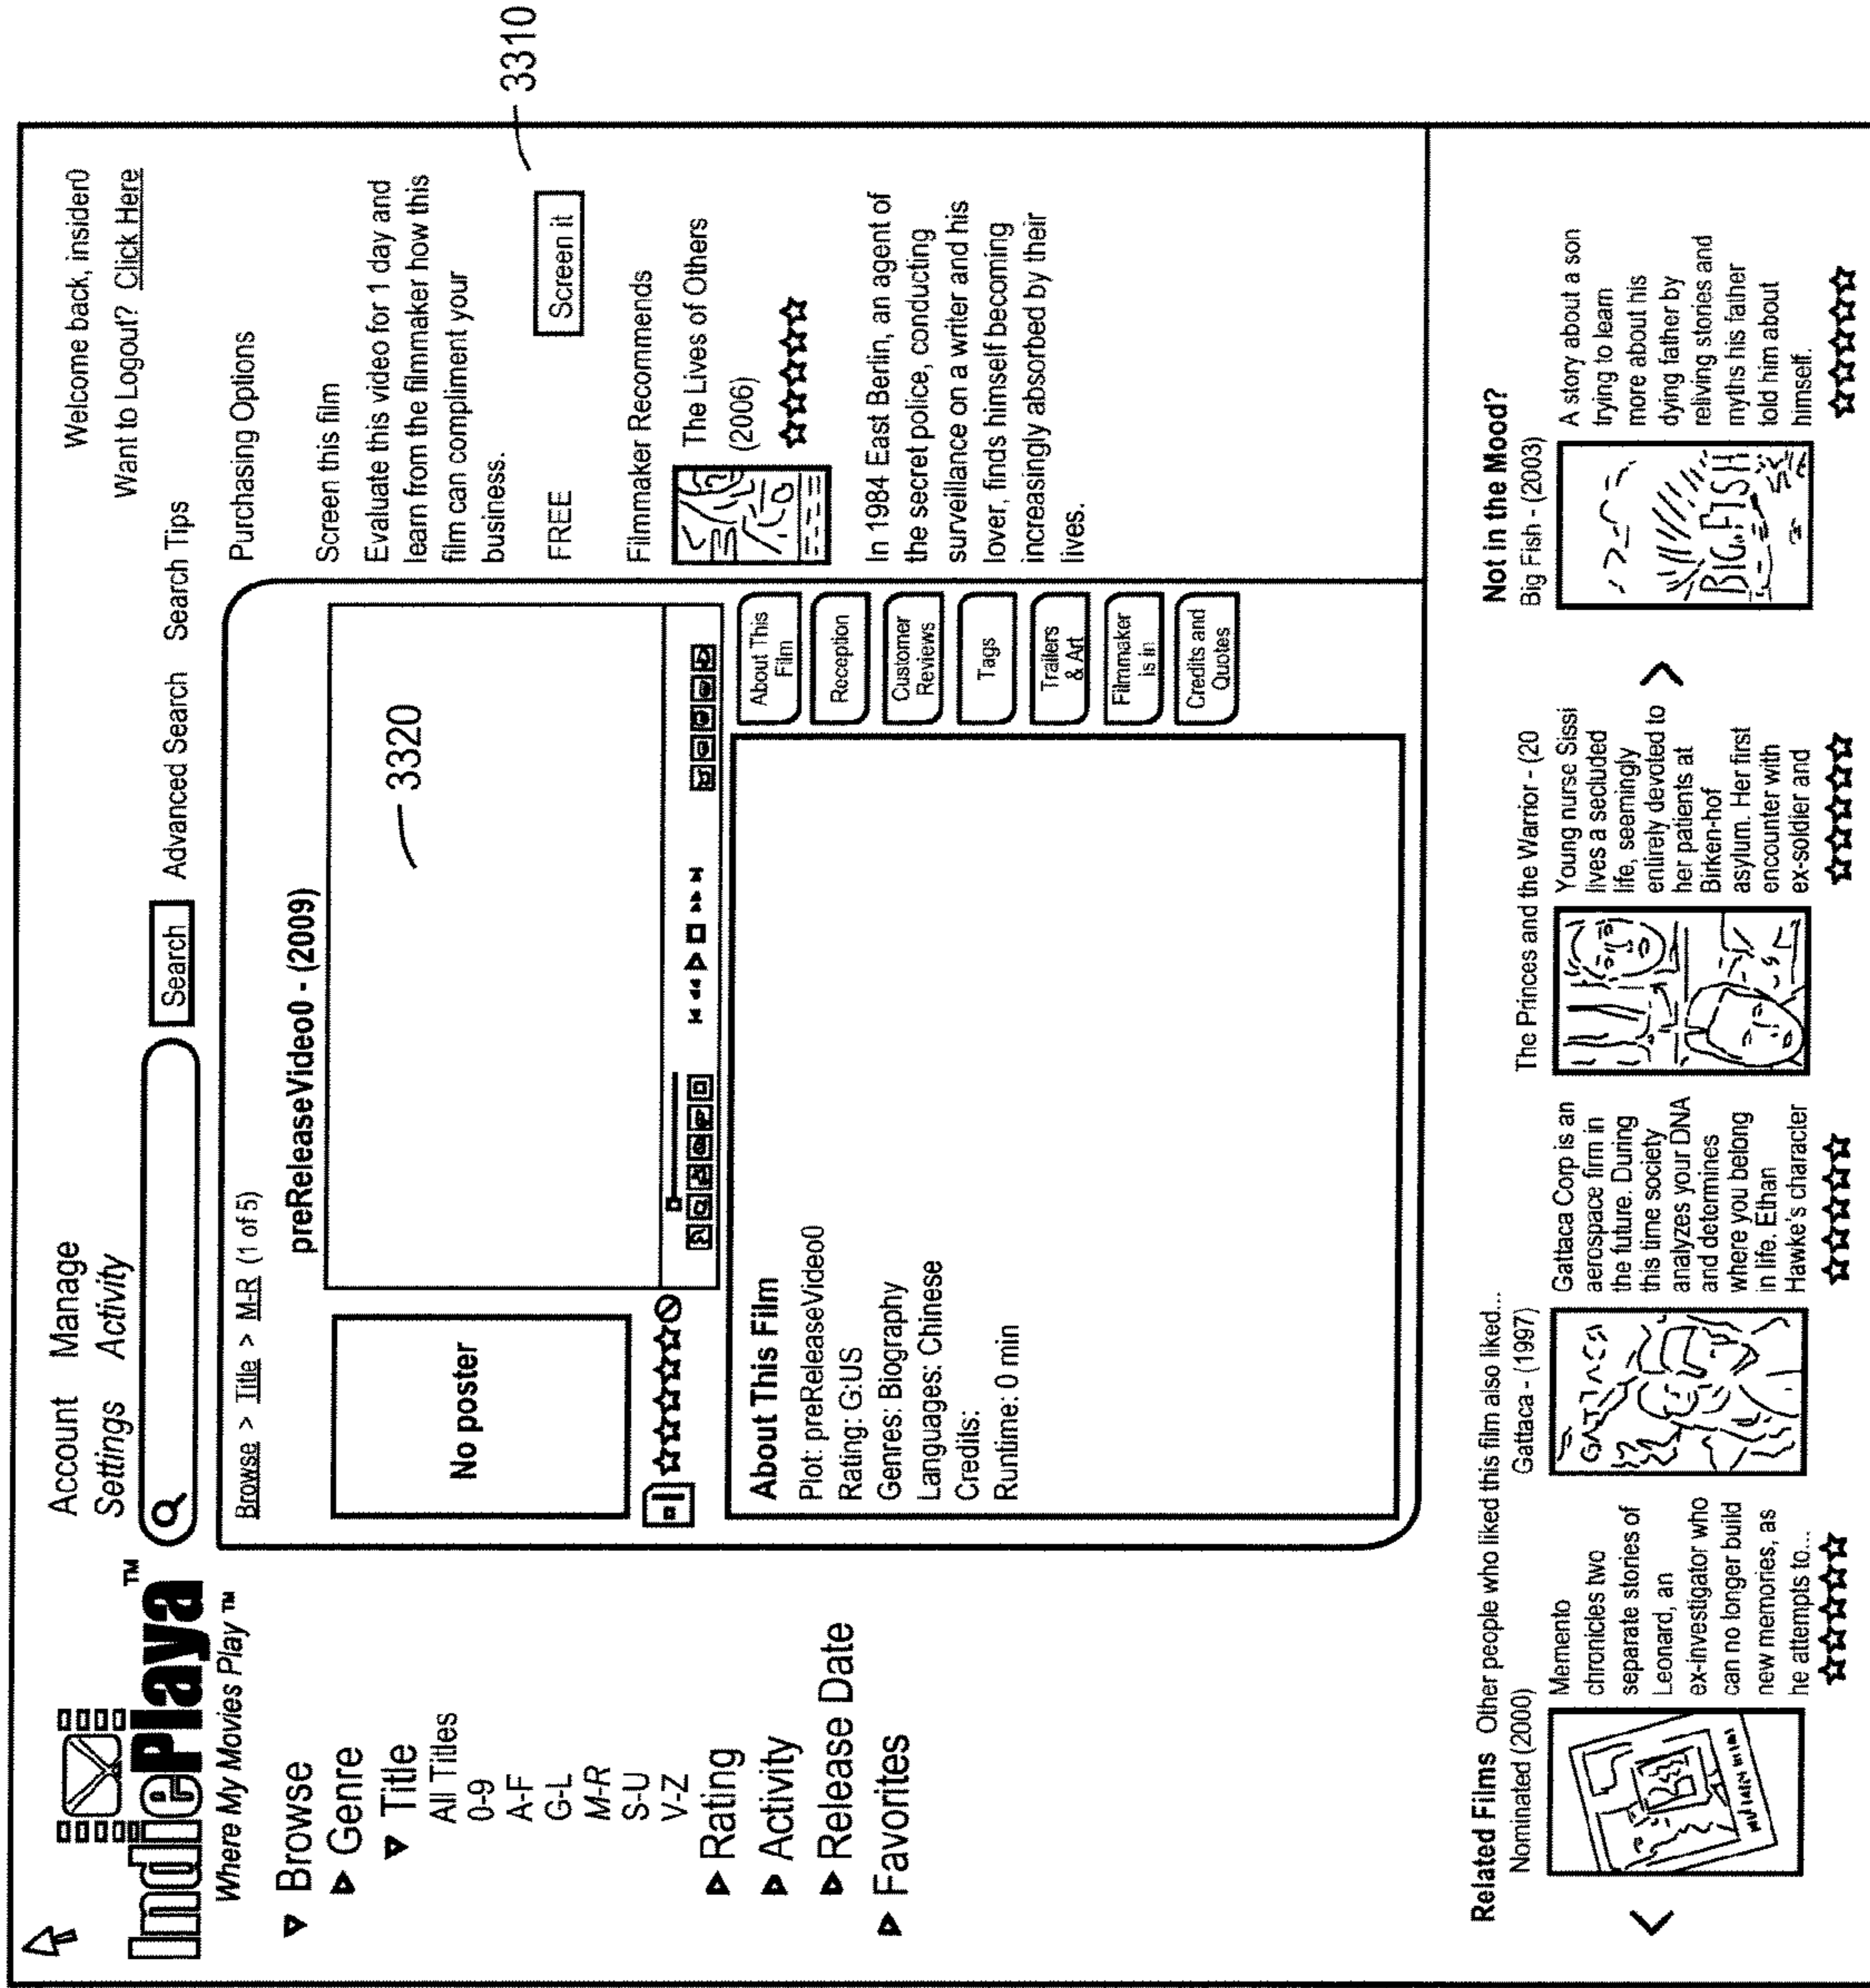 Welcome back, insider0
Want to Logout? Click Here
IndiePlaya™
Where My Movies Play™
Account Settings
Manage Activity
Search
Advanced Search
Search Tips
Browse
Genre
Title
All Titles
0-9
A-F
G-L
M-R
S-U
V-Z
Rating
Activity
Release Date
Favorites
Browse > Title > M-R (1 of 5)
preReleaseVideo0 - (2009)
No poster
3320
About This Film
Plot: preReleaseVideo0
Rating: G:US
Genres: Biography
Languages: Chinese
Credits:
Runtime: 0 min
About This
Film
Reception
Customer
Reviews
Tags
Trailers
& Art
Filmmaker
is in
Credits and
Quotes
Purchasing Options
Screen this film
Evaluate this video for 1 day and
learn from the filmmaker how this
film can compliment your
business.
FREE
Screen it
3310
Filmmaker Recommends
The Lives of Others
(2006)
In 1984 East Berlin, an agent of
the secret police, conducting
surveillance on a writer and his
lover, finds himself becoming
increasingly absorbed by their
lives.
Related Films Other people who liked this film also liked...
Nominated (2000)
Memento
chronicles two
separate stories of
Leonard, an
ex-investigator who
can no longer build
new memories, as
he attempts to...
Gattaca - (1997)
GATTACA
Gattaca Corp is an
aerospace firm in
the future. During
this time society
analyzes your DNA
and determines
where you belong
in life. Ethan
Hawke's character
The Princes and the Warrior - (20
Young nurse Sissi
lives a secluded
life, seemingly
entirely devoted to
her patients at
Birken-hof
asylum. Her first
encounter with
ex-soldier and
Not in the Mood?
Big Fish - (2003)
BIG FISH
A story about a son
trying to learn
more about his
dying father by
reliving stories and
myths his father
told him about
himself.